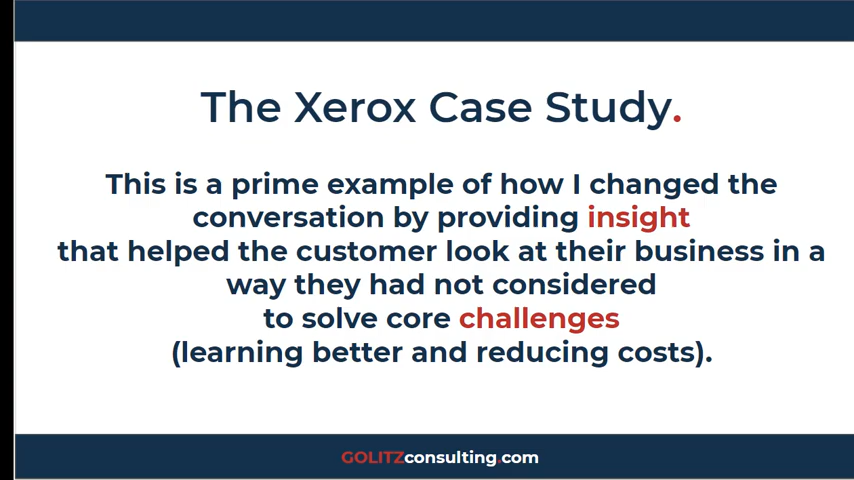 The Xerox Case Study.
This is a prime example of how I changed the
conversation by providing insight
that helped the customer look at their business in a
way they had not considered
to solve core challenges
(learning better and reducing costs).
GOLITZconsulting.com